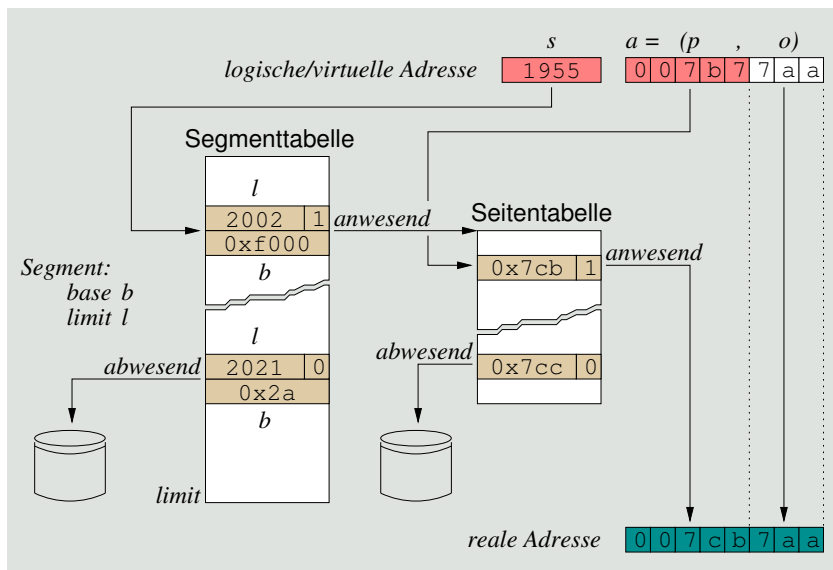 s a = (p , o)
logische/virtuelle Adresse 1955 0 0 7 b 7 7 a a
Segmenttabelle
l
2002 1 anwesend
Seitentabelle
0xf000
anwesend
0x7cb 1
b
Segment:
base b
limit l
l
abwesend
abwesend 2021 0
0x7cc 0
0x2a
b
limit
reale Adresse 0 0 7 c b 7 a a